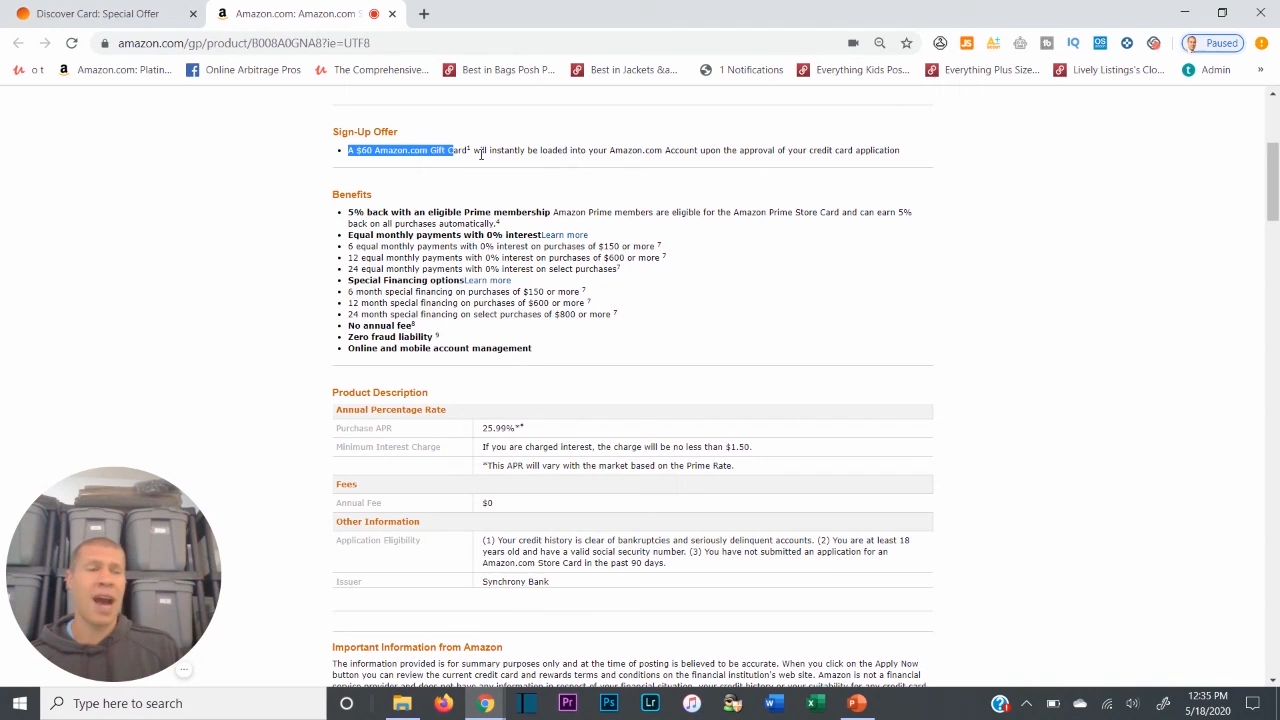 Discover Card: Special Offer
Amazon.com: Amazon.com S
amazon.com/gp/product/B008A0GNA8?ie=UTF8
Paused
o t
Amazon.com: Platin...
Online Arbitrage Pros
The Comprehensive...
Best in Bags Posh P...
Best in Jackets &a...
1 Notifications
Everything Kids Pos...
Everything Plus Size...
Lively Listings's Clo...
Admin
»
Sign-Up Offer
• A $60 Amazon.com Gift Card¹ will instantly be loaded into your Amazon.com Account upon the approval of your credit card application
Benefits
• 5% back with an eligible Prime membership Amazon Prime members are eligible for the Amazon Prime Store Card and can earn 5%
back on all purchases automatically.⁴
• Equal monthly payments with 0% interestLearn more
• 6 equal monthly payments with 0% interest on purchases of $150 or more ⁷
• 12 equal monthly payments with 0% interest on purchases of $600 or more ⁷
• 24 equal monthly payments with 0% interest on select purchases⁷
• Special Financing optionsLearn more
• 6 month special financing on purchases of $150 or more ⁷
• 12 month special financing on purchases of $600 or more ⁷
• 24 month special financing on select purchases of $800 or more ⁷
• No annual fee⁸
• Zero fraud liability ⁹
• Online and mobile account management
Product Description
Annual Percentage Rate
Purchase APR 25.99%
Minimum Interest Charge If you are charged interest, the charge will be no less than $1.50.
This APR will vary with the market based on the Prime Rate.
Fees
Annual Fee $0
Other Information
Application Eligibility (1) Your credit history is clear of bankruptcies and seriously delinquent accounts. (2) You are at least 18
years old and have a valid social security number. (3) You have not submitted an application for an
Amazon.com Store Card in the past 90 days.
Issuer Synchrony Bank
Important Information from Amazon
The information provided is for summary purposes only and at the time of posting is believed to be accurate. When you click on the Apply Now
button you can review the current credit card and rewards terms and conditions on the financial institution's web site. Amazon is not a financial
Type here to search
Pr
Ps
Lr
12:35 PM
5/18/2020